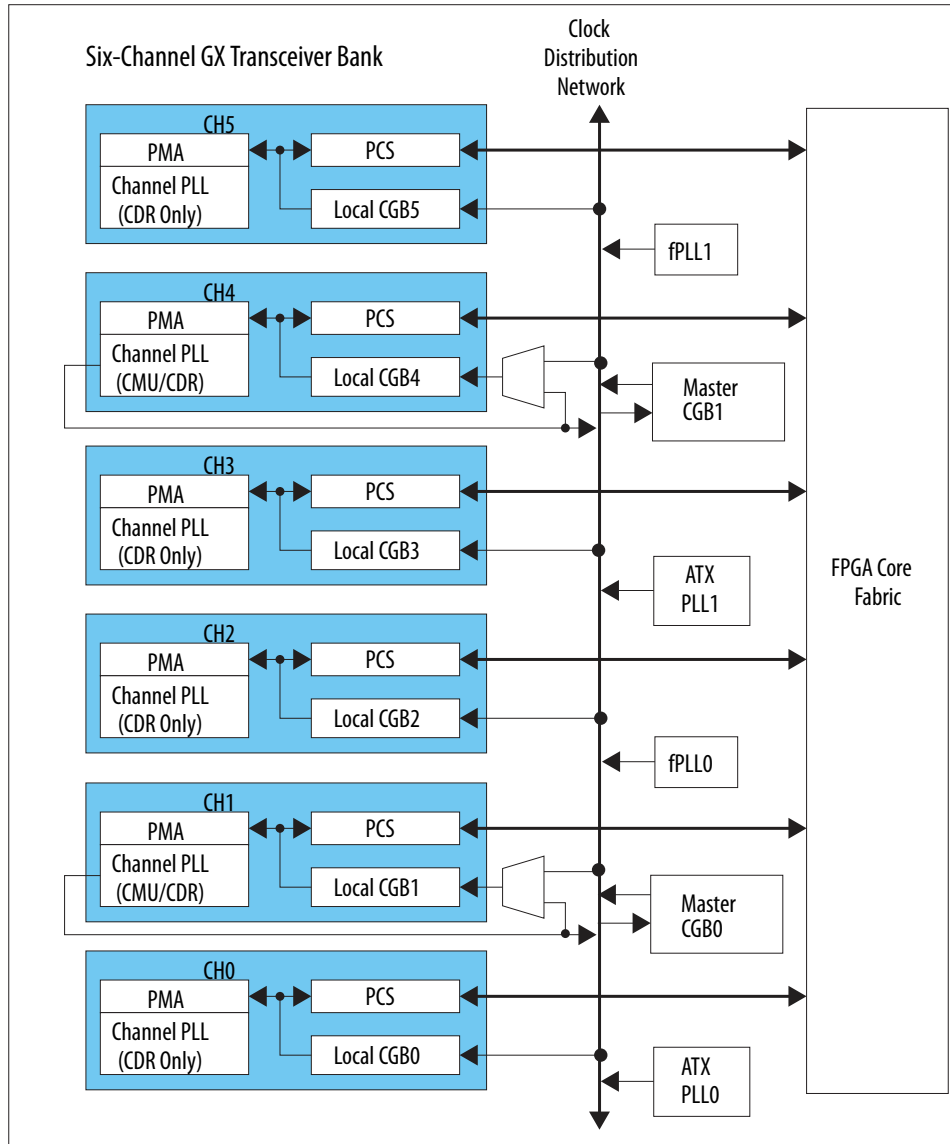 Six-Channel GX Transceiver Bank
Clock
Distribution
Network
CH5
PMA
Channel PLL
(CDR Only)
PCS
Local CGB5
fPLL1
CH4
PMA
Channel PLL
(CMU/CDR)
PCS
Local CGB4
Master
CGB1
CH3
PMA
Channel PLL
(CDR Only)
PCS
Local CGB3
ATX
PLL1
FPGA Core
Fabric
CH2
PMA
Channel PLL
(CDR Only)
PCS
Local CGB2
fPLL0
CH1
PMA
Channel PLL
(CMU/CDR)
PCS
Local CGB1
Master
CGB0
CH0
PMA
Channel PLL
(CDR Only)
PCS
Local CGB0
ATX
PLL0